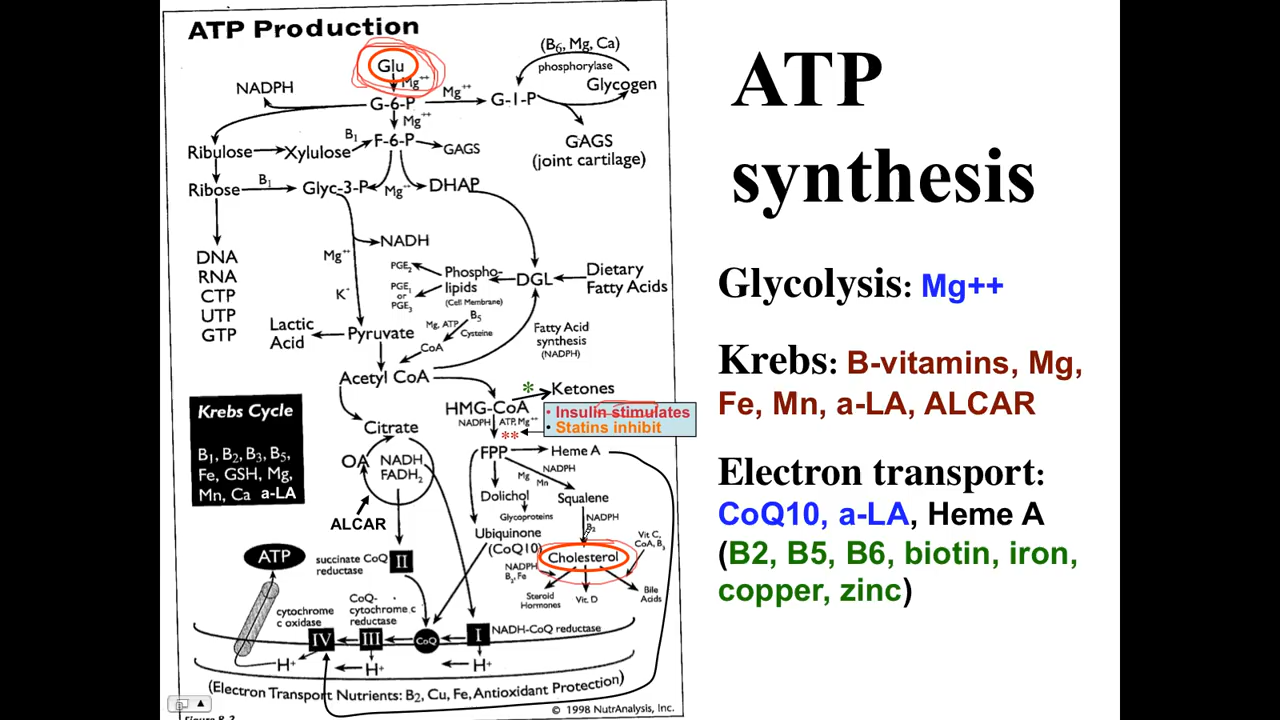 ATP Production
Glu
Mg++
NADPH
G-6-P
Mg++
G-1-P
(B6, Mg, Ca)
phosphorylase
Glycogen
Mg++
GAGS
(joint cartilage)
Ribulose
Xylulose
B1
F-6-P
GAGS
Ribose
B1
Glyc-3-P
Mg++
DHAP
NADH
DNA
RNA
CTP
UTP
GTP
Mg++
K+
PGE2
PGE1
or
PGE3
Phospho-
lipids
(Cell Membrane)
DGL
Dietary
Fatty Acids
Lactic
Acid
Pyruvate
Mg, ATP
B5
Cysteine
CoA
Fatty Acid
synthesis
(NADPH)
Acetyl CoA
* Ketones
HMG-CoA
NADPH
ATP, Mg++
**
• Insulin stimulates
• Statins inhibit
Krebs Cycle
B1, B2, B3, B5,
Fe, GSH, Mg,
Mn, Ca a-LA
Citrate
OA
NADH
FADH2
ALCAR
FPP
Heme A
Mg
NADPH
Mn
Dolichol
Glycoproteins
Squalene
NADPH
B2
Ubiquinone
(CoQ10)
Cholesterol
Vit C,
CoA, B3
NADPH
B3, Fe
Steroid
Hormones
Vit. D
Bile
Acids
ATP
succinate CoQ
reductase
II
cytochrome
c oxidase
CoQ-
cytochrome c
reductase
IV
III
CoQ
I
NADH-CoQ reductase
H+
H+
H+
(Electron Transport Nutrients: B2, Cu, Fe, Antioxidant Protection)
© 1998 NutrAnalysis, Inc.
ATP
synthesis
Glycolysis: Mg++
Krebs: B-vitamins, Mg,
Fe, Mn, a-LA, ALCAR
Electron transport:
CoQ10, a-LA, Heme A
(B2, B5, B6, biotin, iron,
copper, zinc)